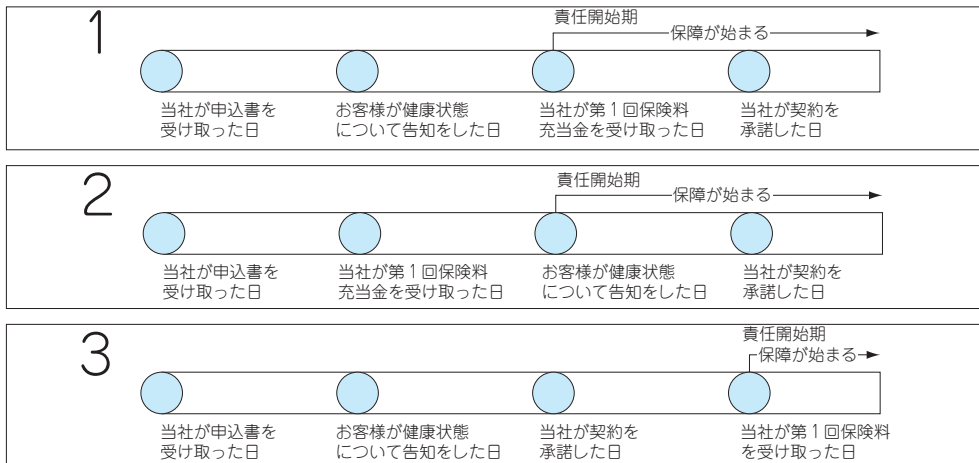 1
責任開始期
保障が始まる
当社が申込書を
受け取った日
お客様が健康状態
について告知をした日
当社が第1回保険料
充当金を受け取った日
当社が契約を
承諾した日
2
責任開始期
保障が始まる
当社が申込書を
受け取った日
当社が第1回保険料
充当金を受け取った日
お客様が健康状態
について告知をした日
当社が契約を
承諾した日
3
責任開始期
保障が始まる
当社が申込書を
受け取った日
お客様が健康状態
について告知をした日
当社が契約を
承諾した日
当社が第1回保険料
を受け取った日